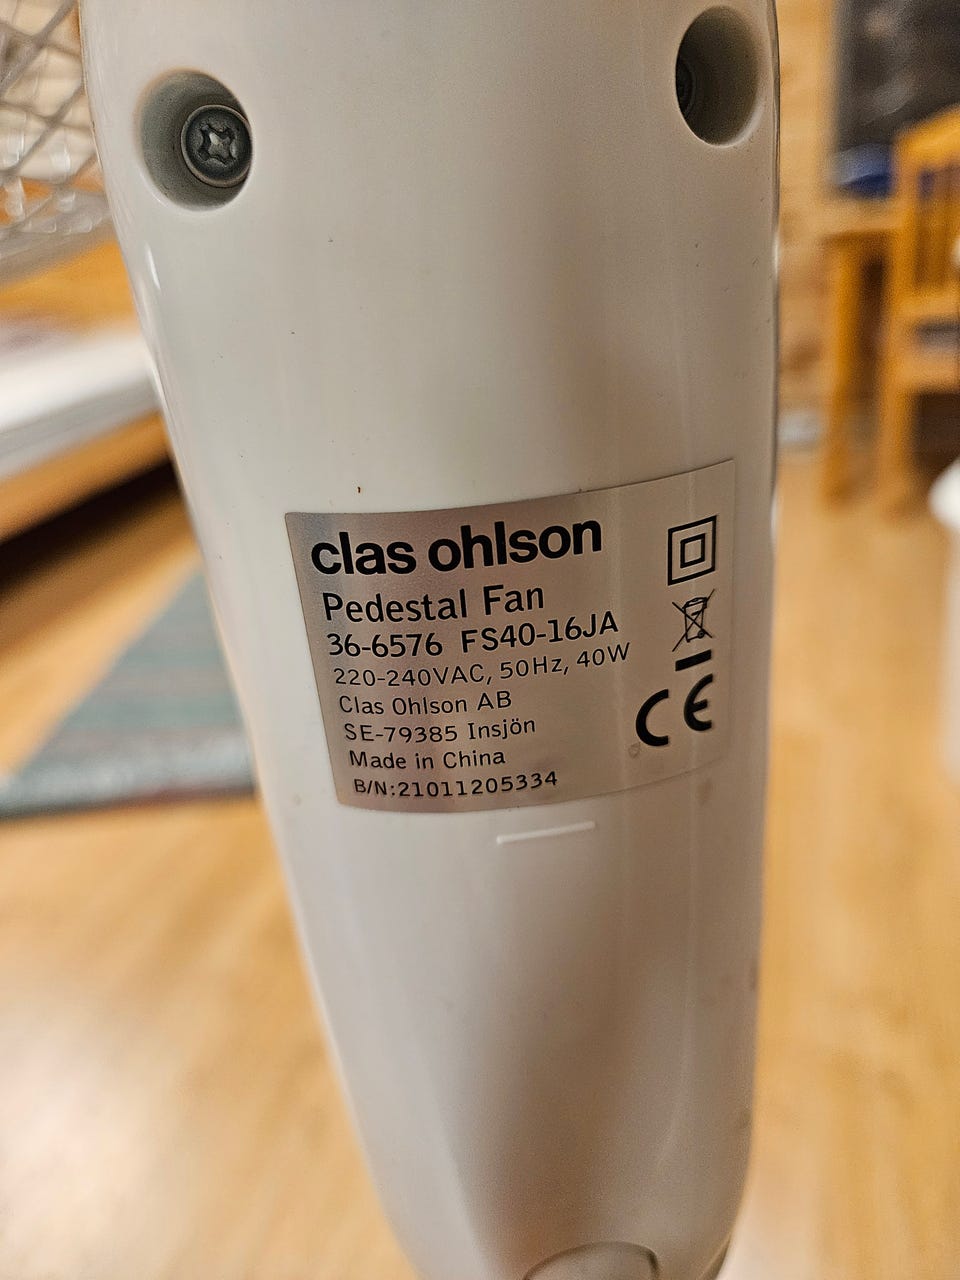 clas ohlson
Pedestal Fan
36-6576 FS40-16JA
220-240VAC, 50Hz, 40W
Clas Ohlson AB
SE-79385 Insjön
Made in China
B/N:21011205334
CE